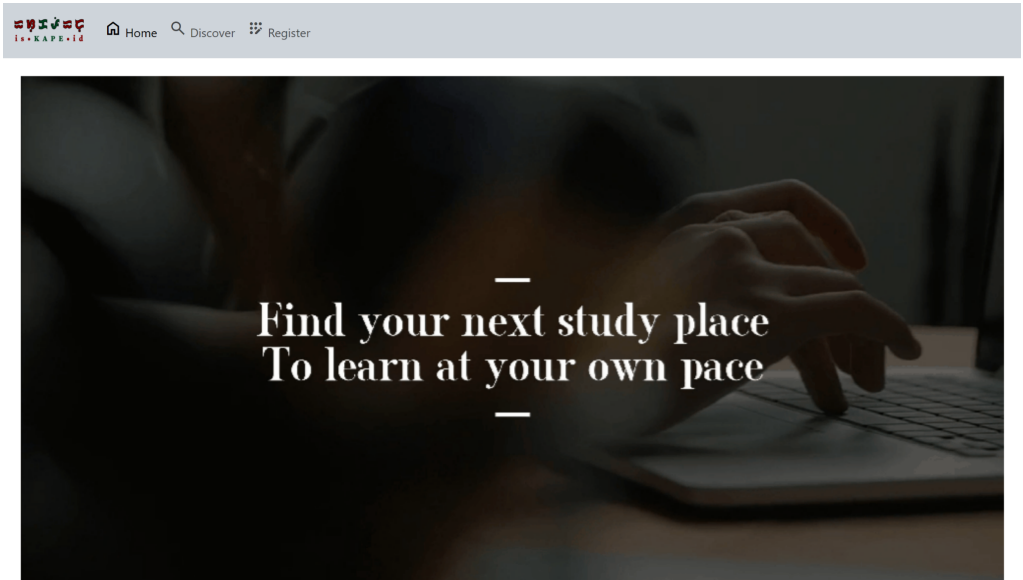 is•KAPE•id
Home
Discover
Register
Find your next study place
To learn at your own pace